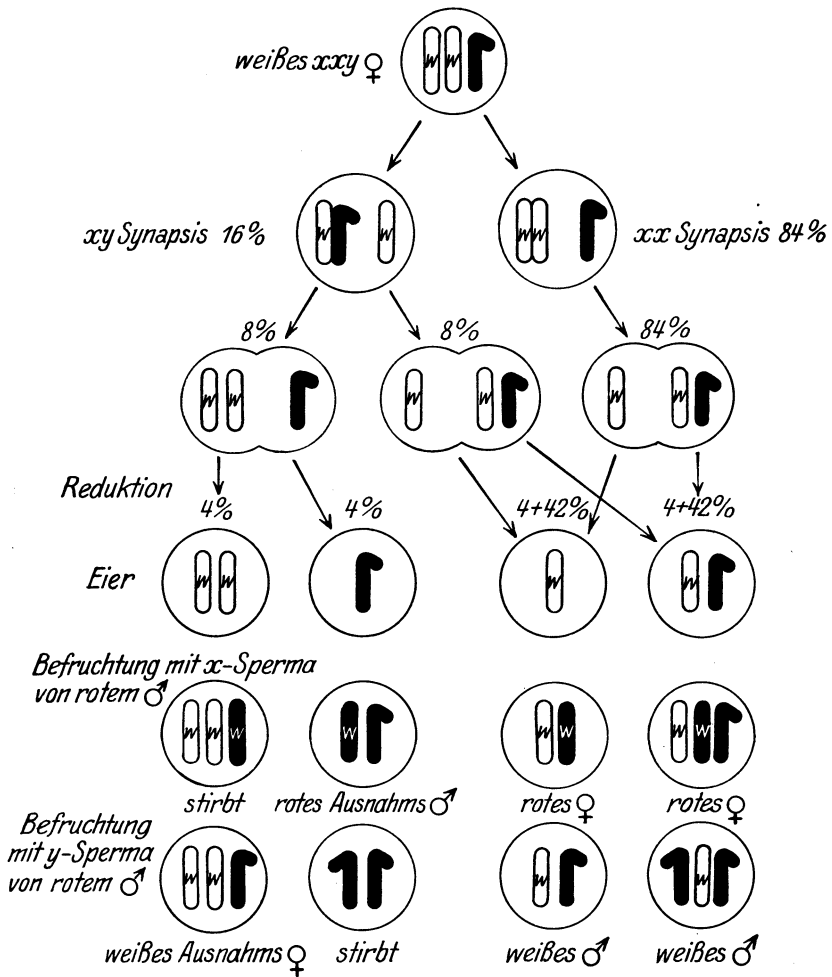 weißes xxy ♀
w w
xy Synapsis 16%
w w
w w
xx Synapsis 84%
8% 8% 84%
w w
w w
w w
Reduktion
4% 4% 4+42% 4+42%
Eier
w w
w
w
Befruchtung mit x-Sperma
von rotem ♂
w w w
w
w w
w w
stirbt rotes Ausnahms ♂ rotes ♀ rotes ♀
Befruchtung
mit y-Sperma
von rotem ♂
w w
w
w
weißes Ausnahms ♀ stirbt weißes ♂ weißes ♂